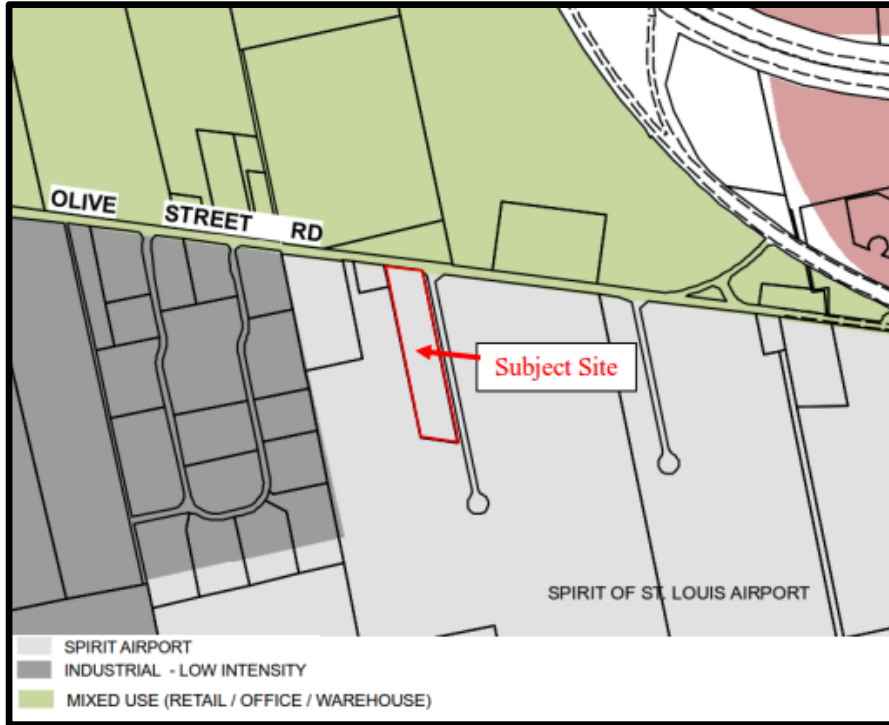 OLIVE STREET RD
Subject Site
SPIRIT OF ST. LOUIS AIRPORT
SPIRIT AIRPORT
INDUSTRIAL - LOW INTENSITY
MIXED USE (RETAIL / OFFICE / WAREHOUSE)